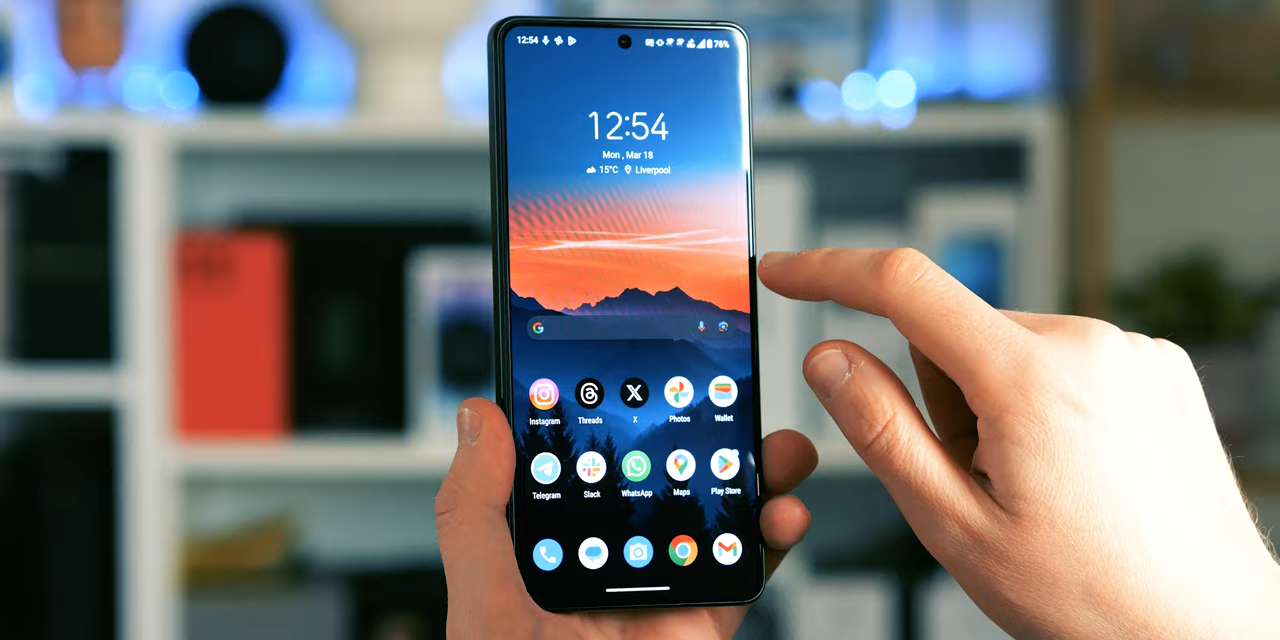 12:54
76%
12:54
Mon , Mar 18
15°C Liverpool
Instagram Threads X Photos Wallet
Telegram Slack WhatsApp Maps Play Store